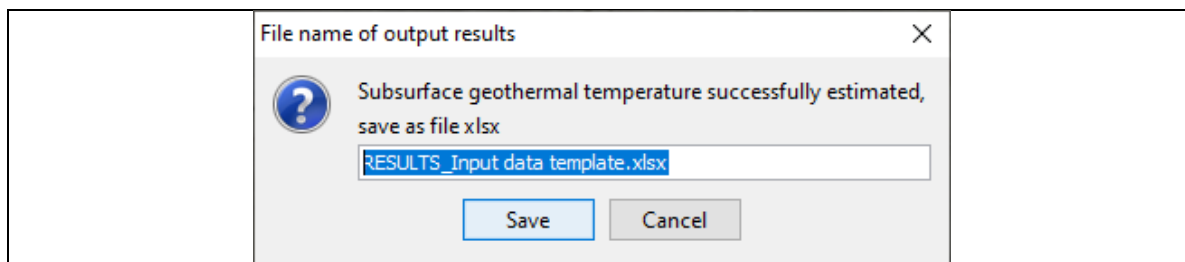 File name of output results
Subsurface geothermal temperature successfully estimated,
save as file xlsx
RESULTS_Input data template.xlsx
Save Cancel